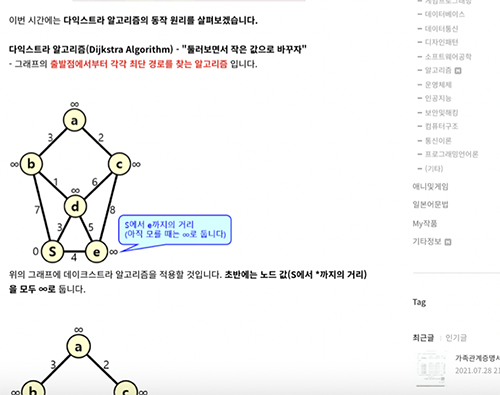 이번 시간에는 다익스트라 알고리즘의 동작 원리를 살펴보겠습니다.
다익스트라 알고리즘(Dijkstra Algorithm) - "둘러보면서 작은 값으로 바꾸자"
- 그래프의 출발점에서부터 각각 최단 경로를 찾는 알고리즘 입니다.
∞
a
3 2
∞ b c ∞
1 ∞ 6
d
7 8
3 5
0 S 4 e ∞
S에서 e까지의 거리
(아직 모를 때는 ∞로 둡니다)
위의 그래프에 데이크스트라 알고리즘을 적용할 것입니다. 초반에는 노드 값(S에서 *까지의 거리)
을 모두 ∞로 둡니다.
∞
a
3 2
∞ b c ∞
데이터베이스
데이터통신
디자인패턴
소프트웨어공학
알고리즘 N
운영체제
인공지능
보안및해킹
컴퓨터구조
통신이론
프로그래밍언어론
(기타)
애니및게임
일본어문법
My작품
기타정보 N
Tag
최근글 인기글
가족관계증명서
2021.07.28 21